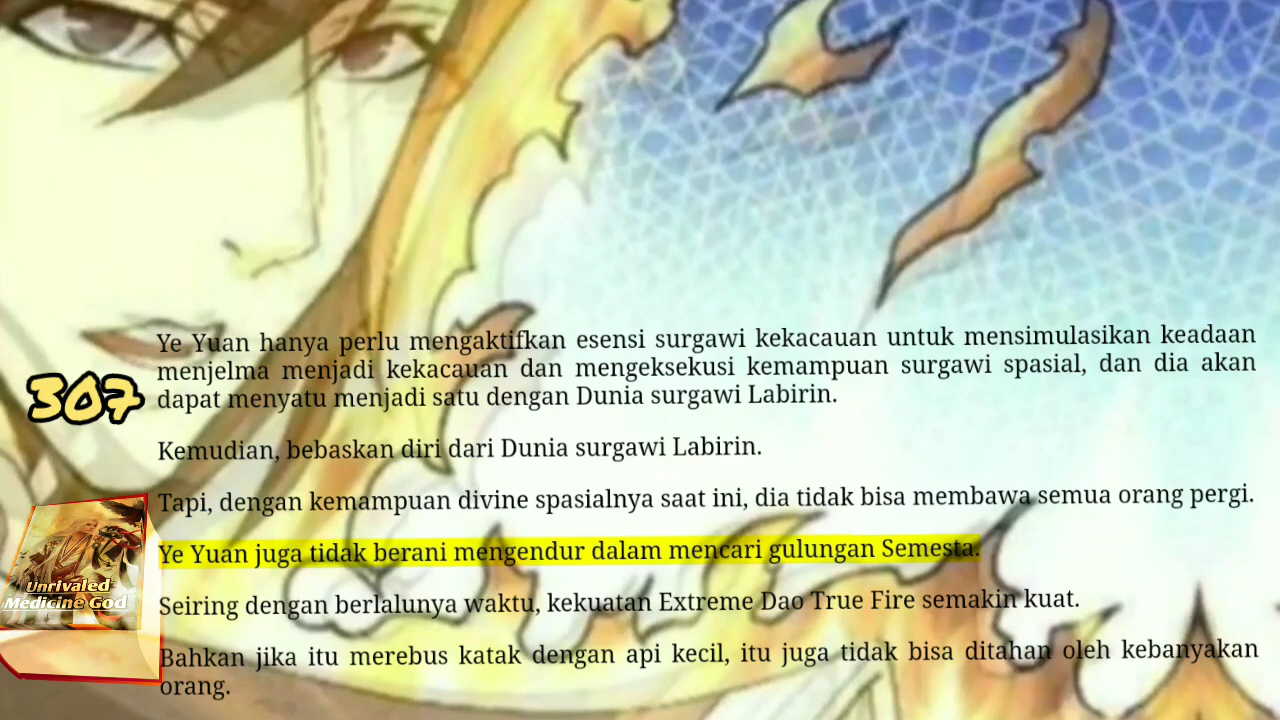 Ye Yuan hanya perlu mengaktifkan esensi surgawi kekacauan untuk mensimulasikan keadaan
menjelma menjadi kekacauan dan mengeksekusi kemampuan surgawi spasial, dan dia akan
dapat menyatu menjadi satu dengan Dunia surgawi Labirin.
307
Kemudian, bebaskan diri dari Dunia surgawi Labirin.
Tapi, dengan kemampuan divine spasialnya saat ini, dia tidak bisa membawa semua orang pergi.
Ye Yuan juga tidak berani mengendur dalam mencari gulungan Semesta.
Unrivaled
Medicine God
Seiring dengan berlalunya waktu, kekuatan Extreme Dao True Fire semakin kuat.
Bahkan jika itu merebus katak dengan api kecil, itu juga tidak bisa ditahan oleh kebanyakan
orang.